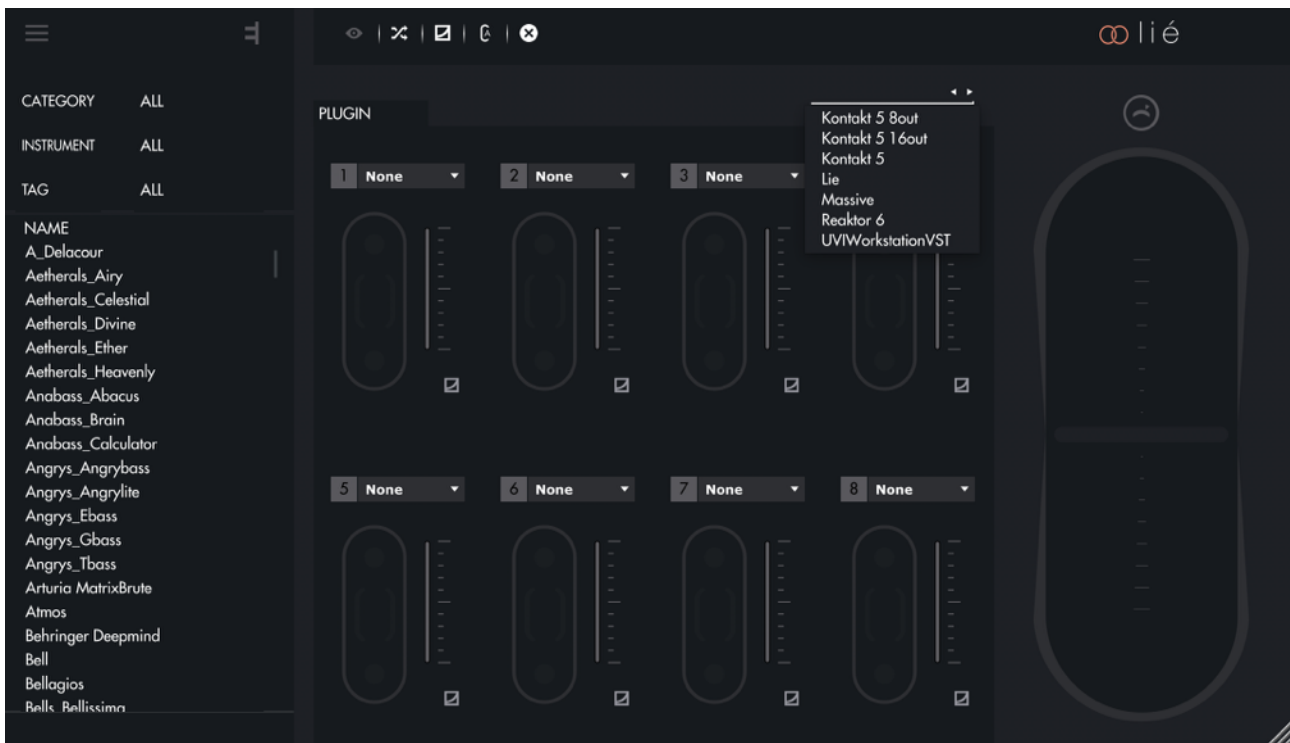 lié
CATEGORY ALL
INSTRUMENT ALL
TAG ALL
NAME
A_Delacour
Aetherals_Airy
Aetherals_Celestial
Aetherals_Divine
Aetherals_Ether
Aetherals_Heavenly
Anabass_Abacus
Anabass_Brain
Anabass_Calculator
Angrys_Angrybass
Angrys_Angrylite
Angrys_Ebass
Angrys_Gbass
Angrys_Tbass
Arturia MatrixBrute
Atmos
Behringer Deepmind
Bell
Bellagios
Bells_Bellissima
PLUGIN
Kontakt 5 8out
Kontakt 5 16out
Kontakt 5
Lie
Massive
Reaktor 6
UVIWorkstationVST
1 None
2 None
3 None
5 None
6 None
7 None
8 None